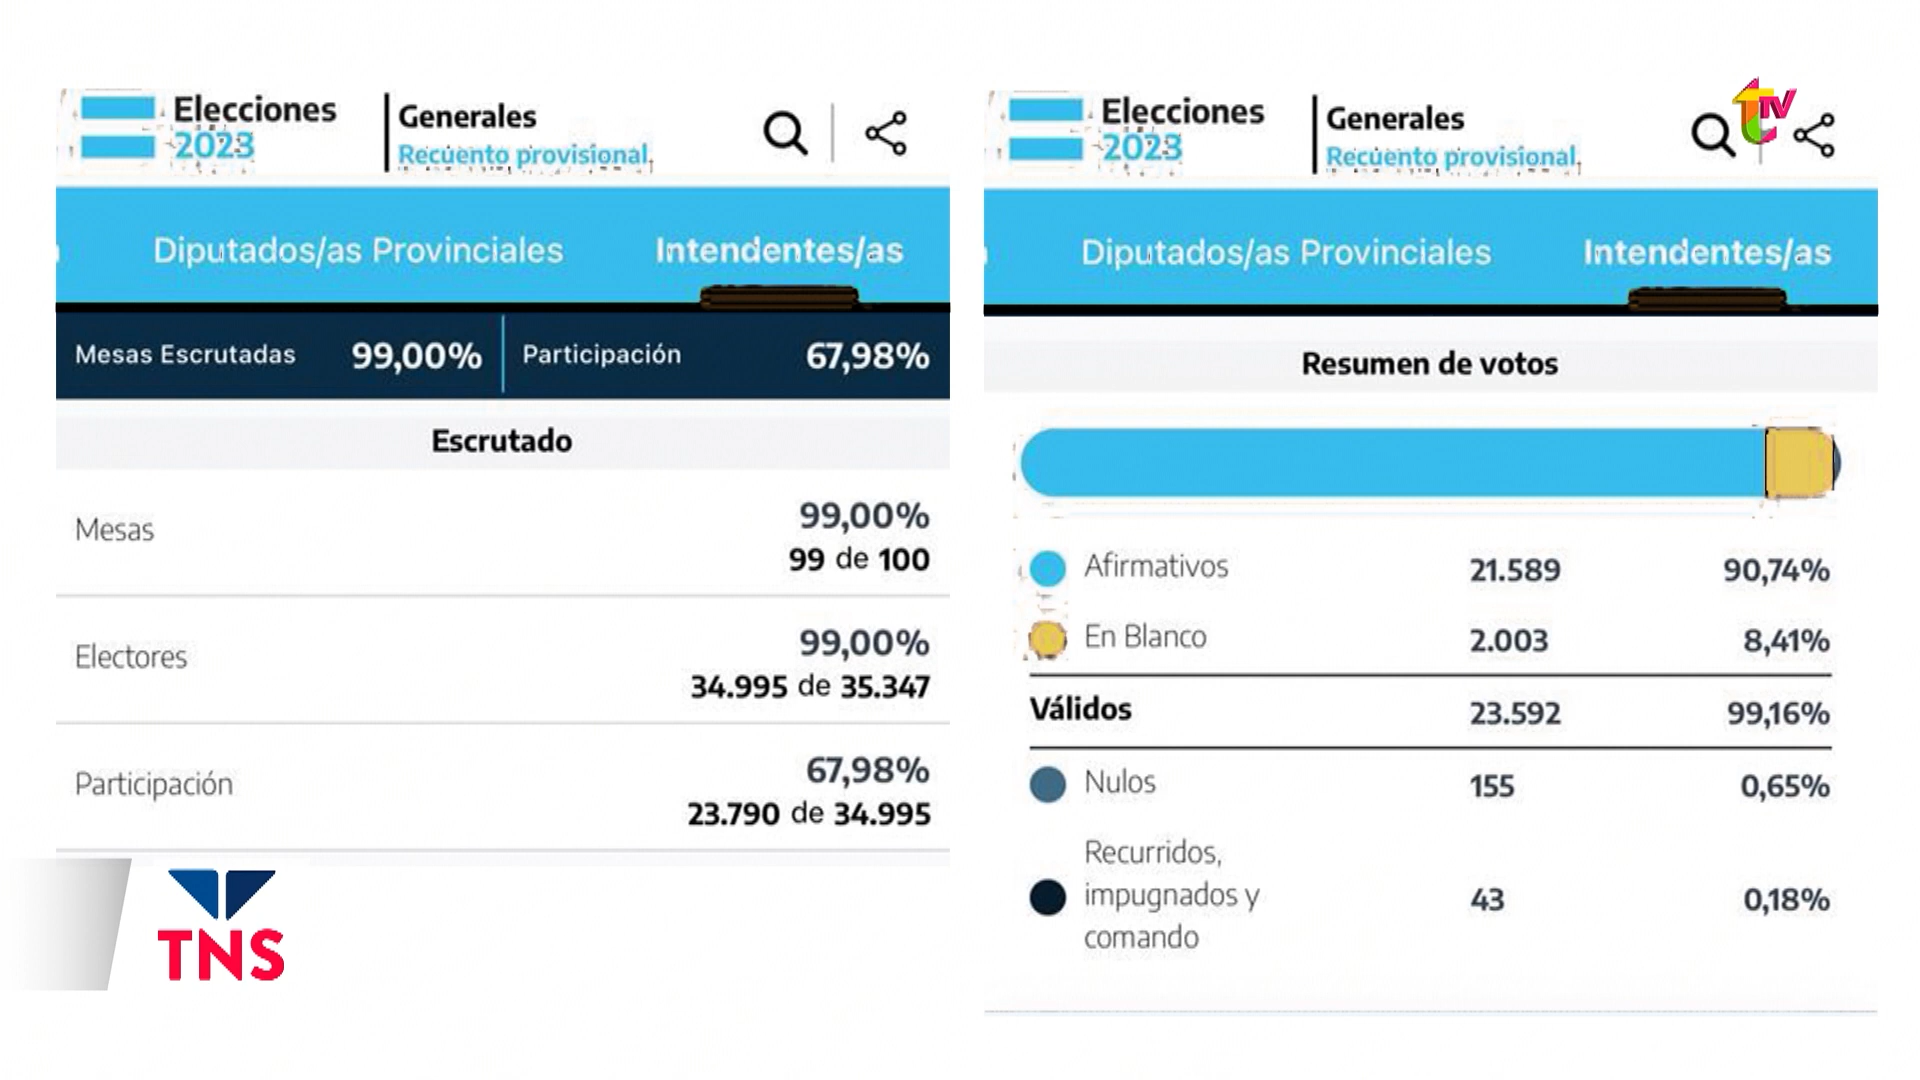 Elecciones
2023
Generales
Recuento provisional
Diputados/as Provinciales
Intendentes/as
Mesas Escrutadas
99,00%
Participación
67,98%
Escrutado
Mesas
99,00%
99 de 100
Electores
99,00%
34.995 de 35.347
Participación
67,98%
23.790 de 34.995
TNS
Elecciones
2023
Generales
Recuento provisional
tTV
Diputados/as Provinciales
Intendentes/as
Resumen de votos
Afirmativos 21.589 90,74%
En Blanco 2.003 8,41%
Válidos 23.592 99,16%
Nulos 155 0,65%
Recurridos,
impugnados y 43 0,18%
comando